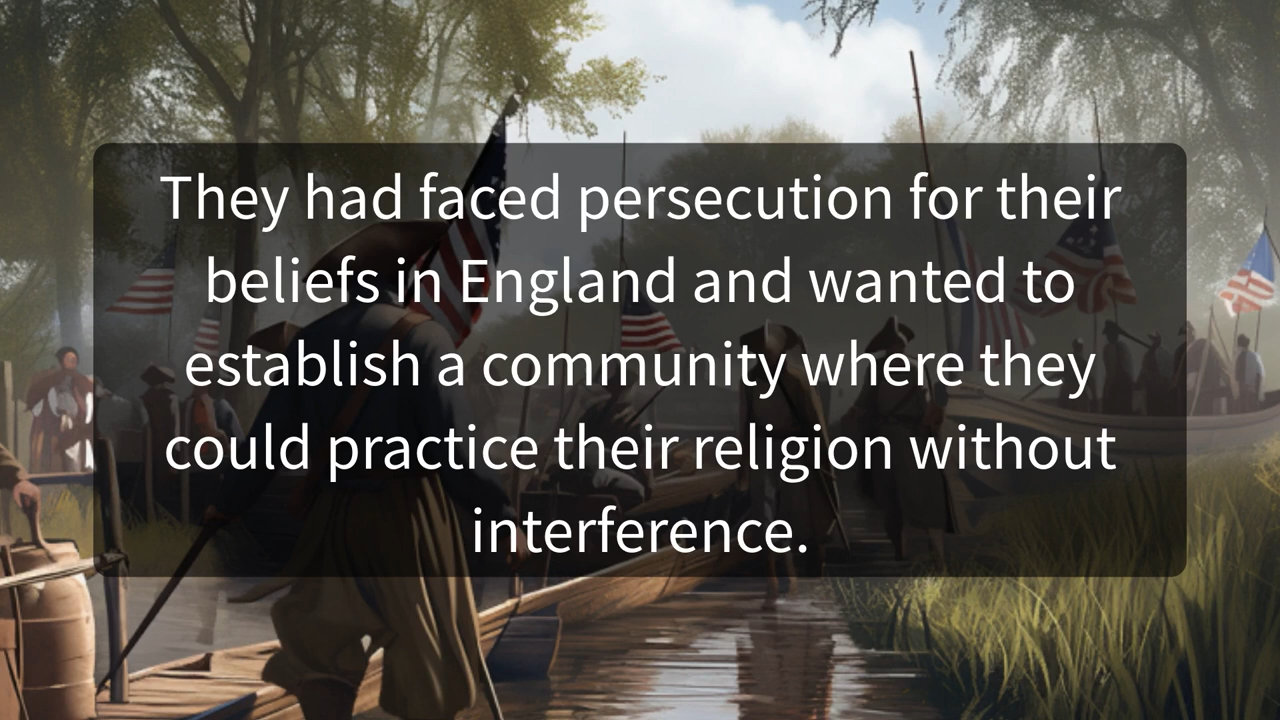 They had faced persecution for their
beliefs in England and wanted to
establish a community where they
could practice their religion without
interference.